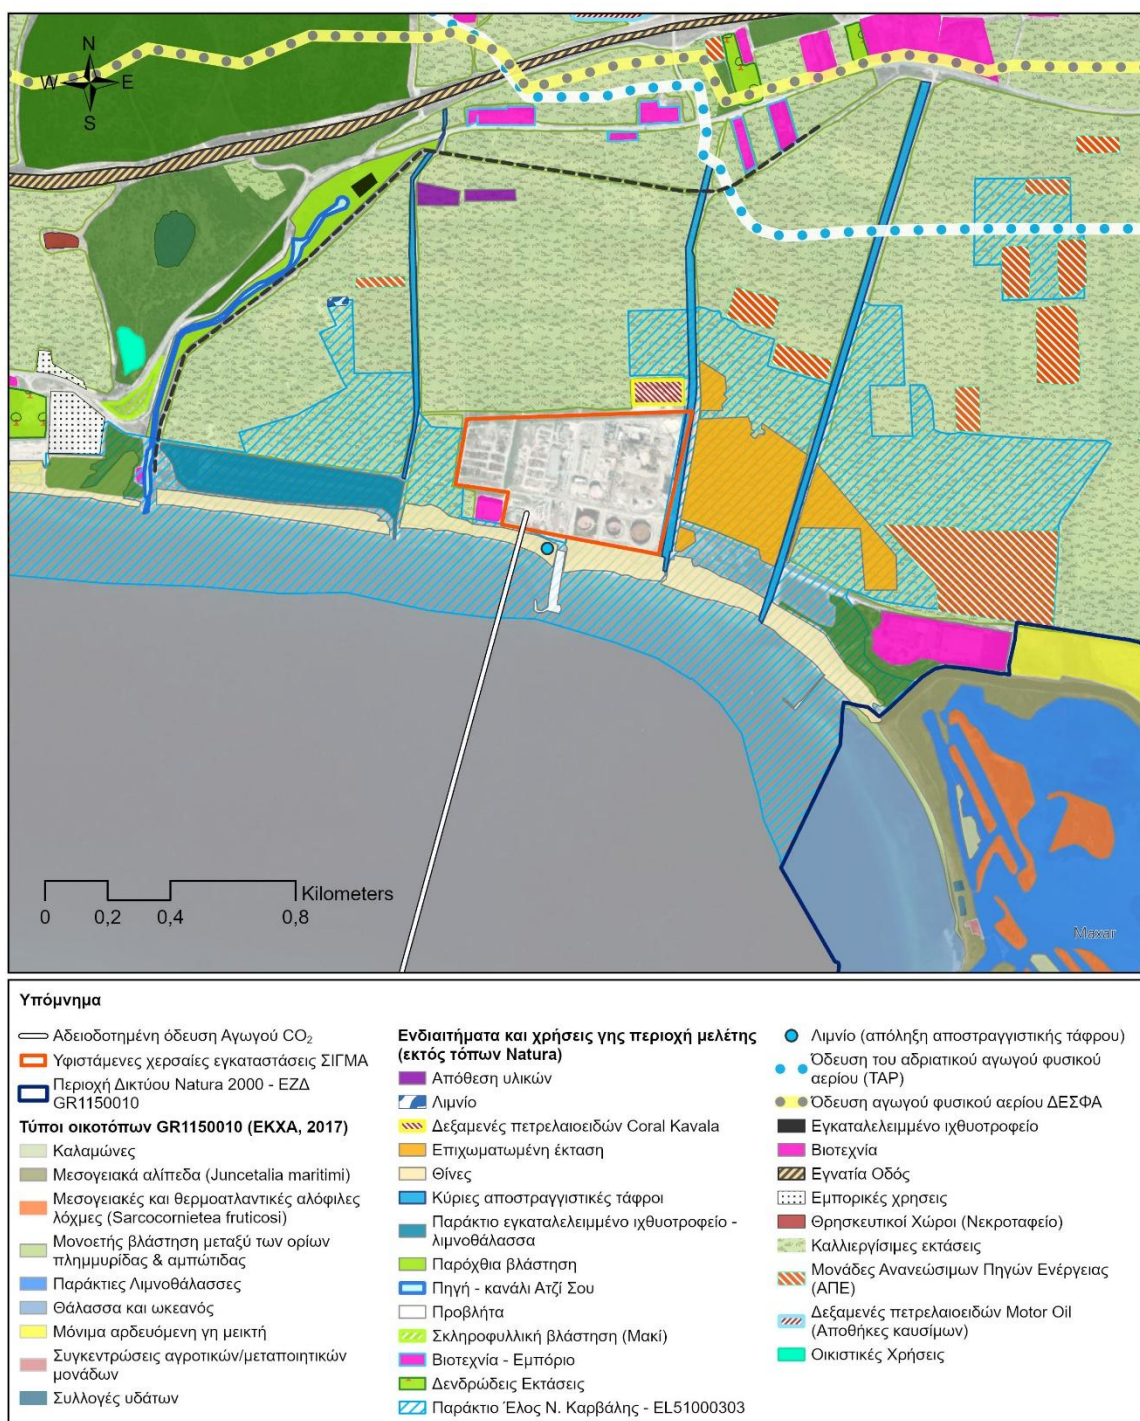 N
W E
S
Kilometers
0 0,2 0,4 0,8
Maxar
Υπόμνημα
Αδειοδοτημένη όδευση Αγωγού CO₂
Υφιστάμενες χερσαίες εγκαταστάσεις ΣΙΓΜΑ
Περιοχή Δικτύου Natura 2000 - ΕΖΔ
GR1150010
Τύποι οικοτόπων GR1150010 (ΕΚΧΑ, 2017)
Καλαμώνες
Μεσογειακά αλίπεδα (Juncetalia maritimi)
Μεσογειακές και θερμοατλαντικές αλόφιλες
λόχμες (Sarcocornietea fruticosi)
Μονοετής βλάστηση μεταξύ των ορίων
πλημμυρίδας & αμπώτιδας
Παράκτιες Λιμνοθάλασσες
Θάλασσα και ωκεανός
Μόνιμα αρδευόμενη γη μεικτή
Συγκεντρώσεις αγροτικών/μεταποιητικών
μονάδων
Συλλογές υδάτων
Ενδιαιτήματα και χρήσεις γης περιοχή μελέτης
(εκτός τόπων Natura)
Απόθεση υλικών
Λιμνίο
Δεξαμενές πετρελαιοειδών Coral Kavala
Επιχωματωμένη έκταση
Θίνες
Κύριες αποστραγγιστικές τάφροι
Παράκτιο εγκαταλελειμμένο ιχθυοτροφείο -
λιμνοθάλασσα
Παρόχθια βλάστηση
Πηγή - κανάλι Ατζί Σου
Προβλήτα
Σκληροφυλλική βλάστηση (Μακί)
Βιοτεχνία - Εμπόριο
Δενδρώδεις Εκτάσεις
Παράκτιο Έλος Ν. Καρβάλης - EL51000303
Λιμνίο (απόληξη αποστραγγιστικής τάφρου)
Όδευση του αδριατικού αγωγού φυσικού
αερίου (TAP)
Όδευση αγωγού φυσικού αερίου ΔΕΣΦΑ
Εγκαταλελειμμένο ιχθυοτροφείο
Βιοτεχνία
Εγνατία Οδός
Εμπορικές χρησεις
Θρησκευτικοί Χώροι (Νεκροταφείο)
Καλλιεργίσιμες εκτάσεις
Μονάδες Ανανεώσιμων Πηγών Ενέργειας
(ΑΠΕ)
Δεξαμενές πετρελαιοειδών Motor Oil
(Αποθήκες καυσίμων)
Οικιστικές Χρήσεις